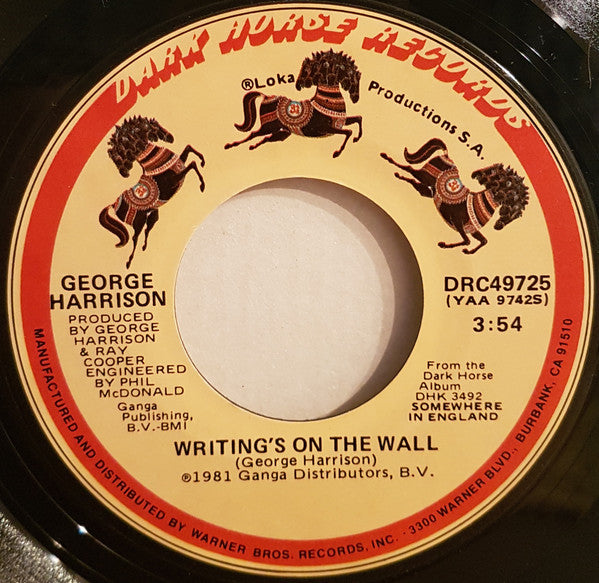 DARK HORSE RECORDS
®Loka Productions S.A.
GEORGE
HARRISON
PRODUCED
BY GEORGE
HARRISON
& RAY
COOPER
ENGINEERED
BY PHIL
McDONALD
Ganga
Publishing,
B.V.-BMI
DRC49725
(YAA 9742S)
3:54
From the
Dark Horse
Album
DHK 3492
SOMEWHERE
IN ENGLAND
WRITING'S ON THE WALL
(George Harrison)
℗1981 Ganga Distributors, B.V.
MANUFACTURED AND DISTRIBUTED BY WARNER BROS. RECORDS, INC. · 3300 WARNER BLVD., BURBANK, CA 91510